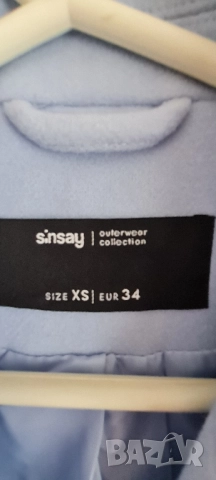 sinsay | outerwear
collection
SIZE XS | EUR 34
BAZAR
bg